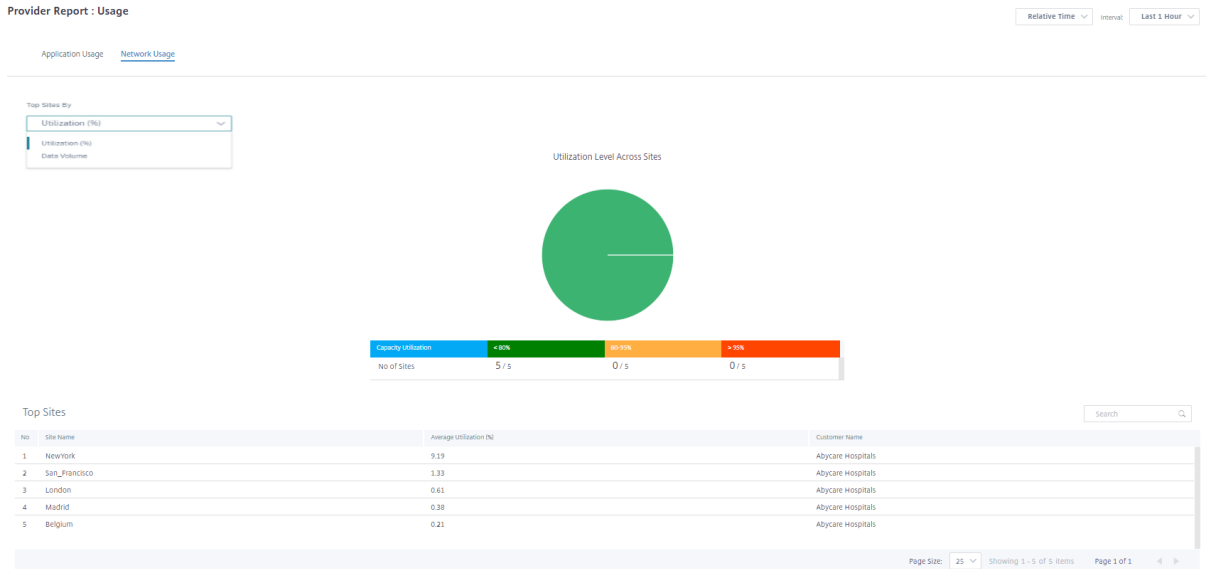 Provider Report : Usage
Relative Time Interval: Last 1 Hour
Application Usage Network Usage
Top Sites By
Utilization (%)
Utilization (%)
Data Volume
Utilization Level Across Sites
Capacity Utilization < 80% 80-95% > 95%
No of Sites 5 / 5 0 / 5 0 / 5
Top Sites
Search
No Site Name Average Utilization (%) Customer Name
1 NewYork 9.19 Abycare Hospitals
2 San_Francisco 1.33 Abycare Hospitals
3 London 0.61 Abycare Hospitals
4 Madrid 0.38 Abycare Hospitals
5 Belgium 0.21 Abycare Hospitals
Page Size: 25 Showing 1 - 5 of 5 items Page 1 of 1